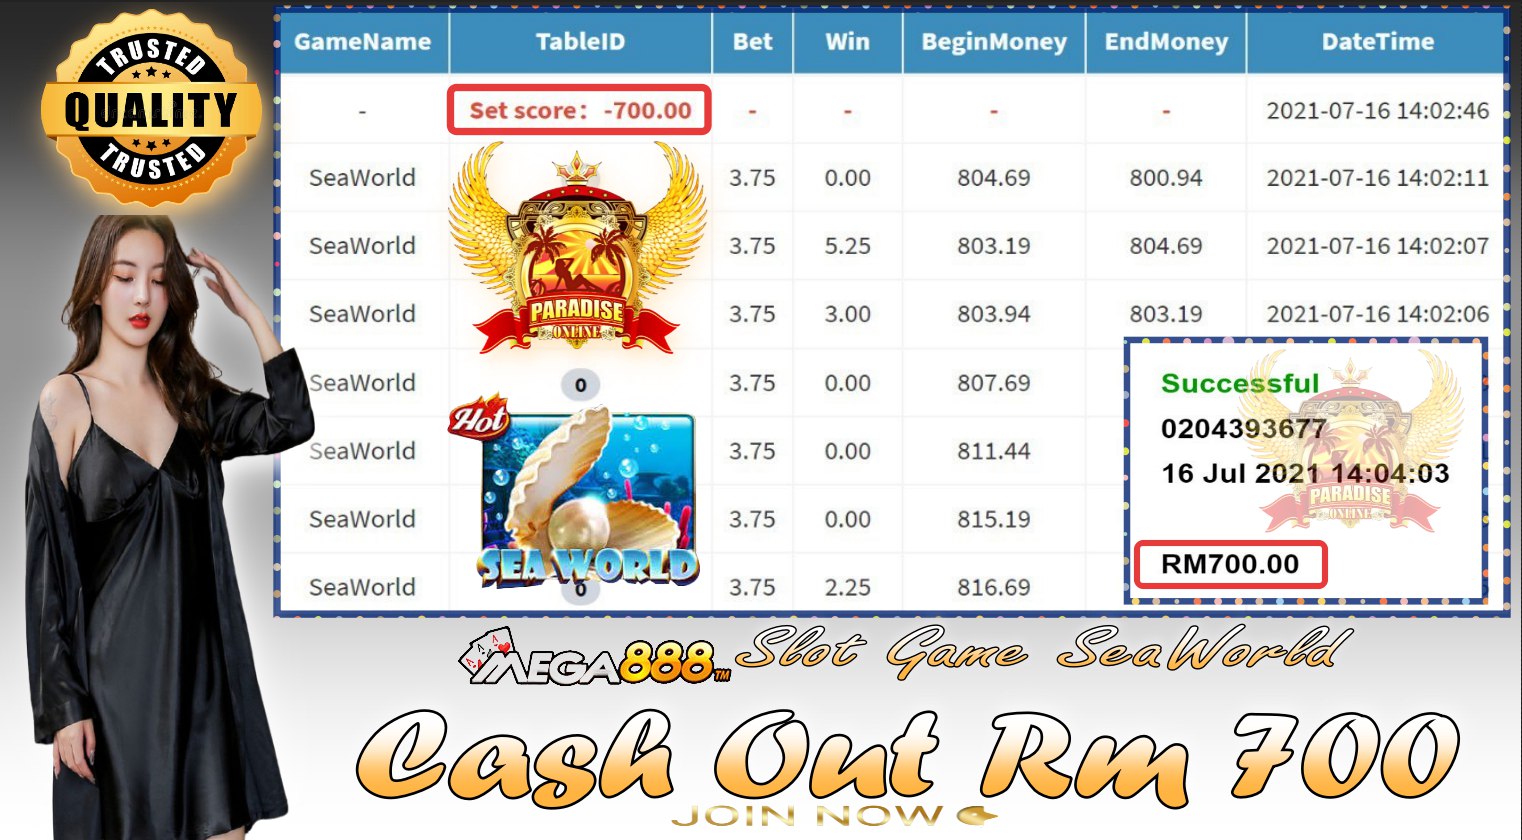 TRUSTED
QUALITY
TRUSTED
GameName TableID Bet Win BeginMoney EndMoney DateTime
- Set score: -700.00 - - - - 2021-07-16 14:02:46
SeaWorld 3.75 0.00 804.69 800.94 2021-07-16 14:02:11
SeaWorld 3.75 5.25 803.19 804.69 2021-07-16 14:02:07
SeaWorld 3.75 3.00 803.94 803.19 2021-07-16 14:02:06
PARADISE
ONLINE
SeaWorld 0 3.75 0.00 807.69
Hot
SeaWorld 3.75 0.00 811.44
SeaWorld 3.75 0.00 815.19
SEA WORLD
SeaWorld 0 3.75 2.25 816.69
Successful
0204393677
16 Jul 2021 14:04:03
PARADISE
ONLINE
RM700.00
MEGA888™ Slot Game SeaWorld
Cash Out Rm 700
JOIN NOW